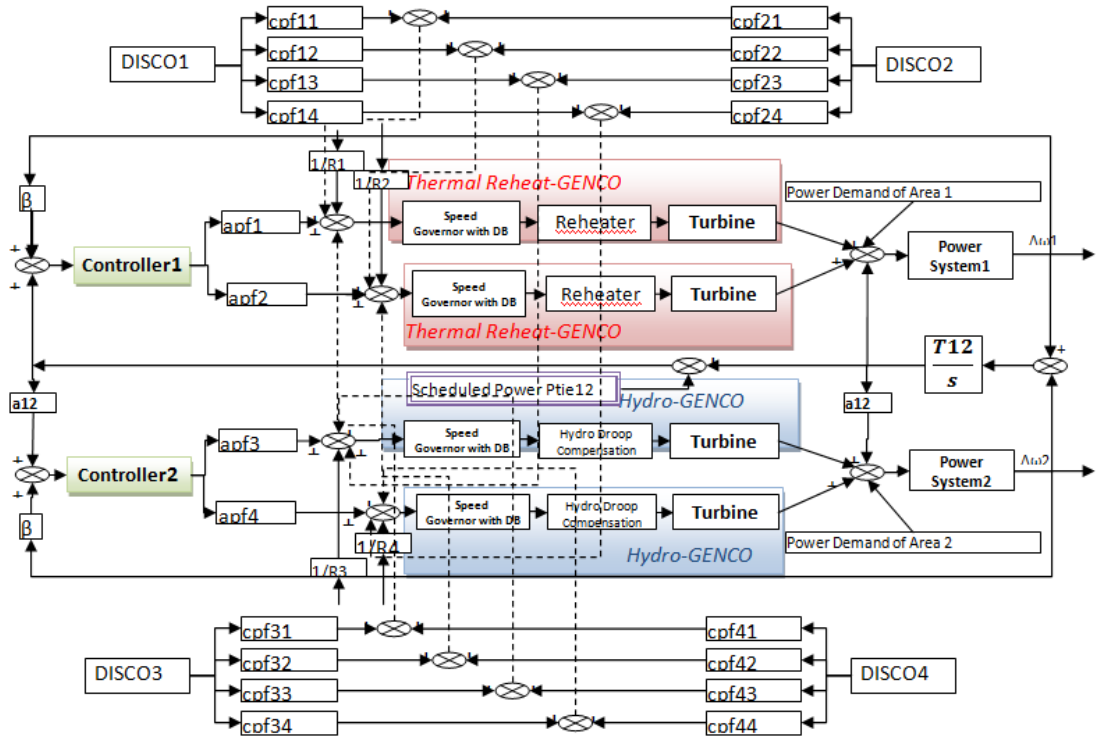 cpf11
cpf21
cpf12
cpf22
DISCO1
DISCO2
cpf13
cpf23
cpf14
cpf24
1/R1
1/R2
Thermal Reheat-GENCO
Power Demand of Area 1
β
apf1
Speed
Governor with DB
Reheater
Turbine
Δω1
Controller1
Power
System1
apf2
Speed
Governor with DB
Reheater
Turbine
Thermal Reheat-GENCO
T12
s
Scheduled Power Ptie12
a12
a12
Hydro-GENCO
apf3
Speed
Governor with DB
Hydro Droop
Compensation
Turbine
Δω2
Controller2
Power
System2
apf4
Speed
Governor with DB
Hydro Droop
Compensation
Turbine
β
1/R4
Power Demand of Area 2
Hydro-GENCO
1/R3
cpf31
cpf41
cpf32
cpf42
DISCO3
DISCO4
cpf33
cpf43
cpf34
cpf44